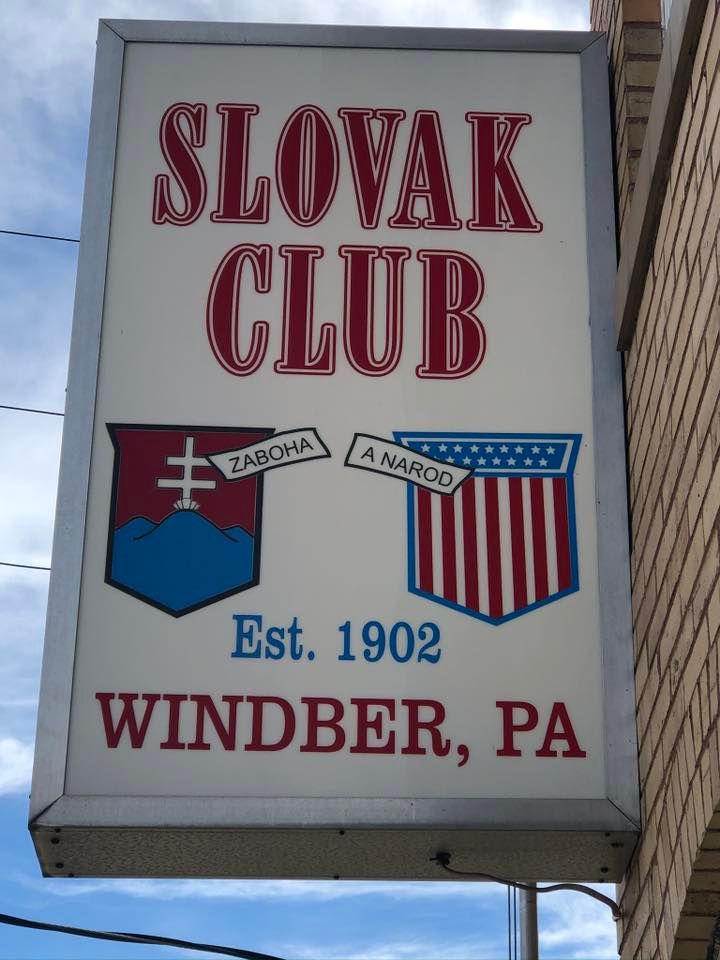 SLOVAK
CLUB
ZABOHA
A NAROD
Est. 1902
WINDBER, PA